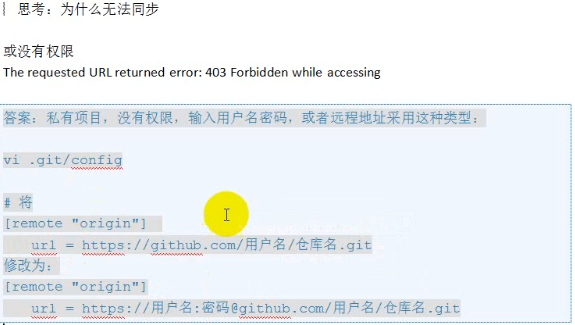 思考：为什么无法同步
或没有权限
The requested URL returned error: 403 Forbidden while accessing
答案：私有项目，没有权限，输入用户名密码，或者远程地址采用这种类型：
vi .git/config
# 将
[remote "origin"]
url = https://github.com/用户名/仓库名.git
修改为：
[remote "origin"]
url = https://用户名:密码@github.com/用户名/仓库名.git